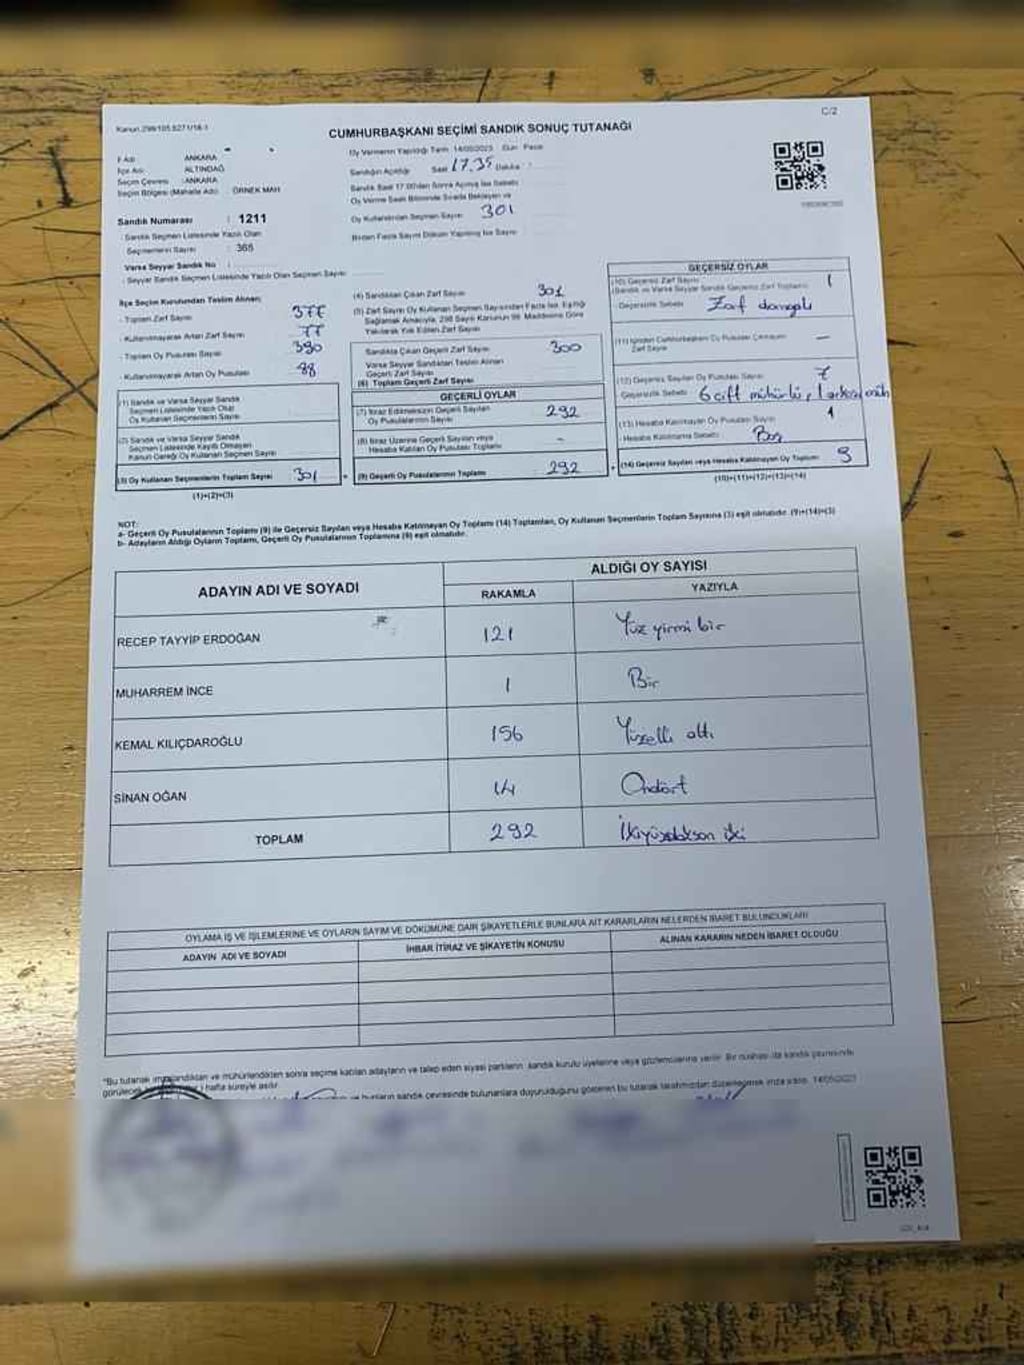 Kanun 298/105 6271/16-1
C/2
CUMHURBAŞKANI SEÇİMİ SANDIK SONUÇ TUTANAĞI
İl Adı : ANKARA
İlçe Adı : ALTINDAĞ
Seçim Çevresi : ANKARA
Seçim Bölgesi (Mahalle Adı) : ÖRNEK MAH
Sandık Numarası : 1211
- Sandık Seçmen Listesinde Yazılı Olan
Seçmenlerin Sayısı : 365
Varsa Seyyar Sandık No :
- Seyyar Sandık Seçmen Listesinde Yazılı Olan Seçmen Sayısı:
Oy Vermenin Yapıldığı Tarih 14/05/2023 Gün: Pazar
Sandığın Açıldığı Saat 17.35 Dakika :
Sandık Saat 17.00'den Sonra Açılmış İse Sebebi:
Oy Verme Saati Bitiminde Sırada Bekleyen ve
Oy Kullandırılan Seçmen Sayısı: 301
Birden Fazla Sayım Döküm Yapılmış İse Sayısı:
İlçe Seçim Kurulundan Teslim Alınan:
- Toplam Zarf Sayısı: 377
- Kullanılmayarak Artan Zarf Sayısı: 77
- Toplam Oy Pusulası Sayısı: 390
- Kullanılmayarak Artan Oy Pusulası:
(1) Sandık ve Varsa Seyyar Sandık
Seçmen Listesinde Yazılı Olup
Oy Kullanan Seçmenlerin Sayısı:
(2) Sandık ve Varsa Seyyar Sandık
Seçmen Listesinde Kayıtlı Olmayan
Kanun Gereği Oy Kullanan Seçmen Sayısı:
(3) Oy Kullanan Seçmenlerin Toplam Sayısı 301
(1)+(2)=(3)
(4) Sandıktan Çıkan Zarf Sayısı: 301
(5) Zarf Sayısı Oy Kullanan Seçmen Sayısından Fazla İse, Eşitliği
Sağlamak Amacıyla, 298 Sayılı Kanunun 98. Maddesine Göre
Yakılarak Yok Edilen Zarf Sayısı:
Sandıkta Çıkan Geçerli Zarf Sayısı: 300
Varsa Seyyar Sandıktan Teslim Alınan
Geçerli Zarf Sayısı:
(6) Toplam Geçerli Zarf Sayısı:
GEÇERLİ OYLAR
(7) İtiraz Edilmeksizin Geçerli Sayılan
Oy Pusulalarının Sayısı: 292
(8) İtiraz Üzerine Geçerli Sayılan veya
Hesaba Katılan Oy Pusulası Toplamı: -
(9) Geçerli Oy Pusulalarının Toplamı: 292
GEÇERSİZ OYLAR
(10) Geçersiz Zarf Sayısı: 1
(Sandık ve Varsa Seyyar Sandık Geçersiz Zarf Toplamı)
- Geçersizlik Sebebi: Zarf damgalı
(11) İçinden Cumhurbaşkanı Oy Pusulası Çıkmayan
Zarf Sayısı: -
(12) Geçersiz Sayılan Oy Pusulası Sayısı: 7
Geçersizlik Sebebi: 6 çift mühürlü, 1 arkası müh
(13) Hesaba Katılmayan Oy Pusulası Sayısı: 1
- Hesaba Katılmama Sebebi: Boş
(14) Geçersiz Sayılan veya Hesaba Katılmayan Oy Toplamı: 9
(10)+(11)+(12)+(13)=(14)
NOT:
a- Geçerli Oy Pusulalarının Toplamı (9) ile Geçersiz Sayılan veya Hesaba Katılmayan Oy Toplamı (14) Toplamları, Oy Kullanan Seçmenlerin Toplam Sayısına (3) eşit olmalıdır. (9)+(14)=(3)
b- Adayların Aldığı Oyların Toplamı, Geçerli Oy Pusulalarının Toplamına (9) eşit olmalıdır.
ADAYIN ADI VE SOYADI
ALDIĞI OY SAYISI
RAKAMLA YAZIYLA
RECEP TAYYİP ERDOĞAN 121 Yüz yirmi bir
MUHARREM İNCE 1 Bir
KEMAL KILIÇDAROĞLU 156 Yüzelli altı
SİNAN OĞAN 14 Ondört
TOPLAM 292 İkiyüzdoksan iki
OYLAMA İŞ VE İŞLEMLERİNE VE OYLARIN SAYIM VE DÖKÜMÜNE DAİR ŞİKAYETLERLE BUNLARA AİT KARARLARIN NELERDEN İBARET BULUNDUKLARI
ADAYIN ADI VE SOYADI İHBAR İTİRAZ VE ŞİKAYETİN KONUSU ALINAN KARARIN NEDEN İBARET OLDUĞU
*Bu tutanak imzalandıktan ve mühürlendikten sonra seçime katılan adayların ve talep eden siyasi partilerin sandık kurulu üyelerine veya gözlemcilerine verilir. Bir nüshası da sandık çevresinde
hafta süreyle asılır.
ve bunların sandık çevresinde bulunanlara duyurulduğunu gösteren bu tutanak tarafımızdan düzenlenerek imza edildi. 14/05/2023